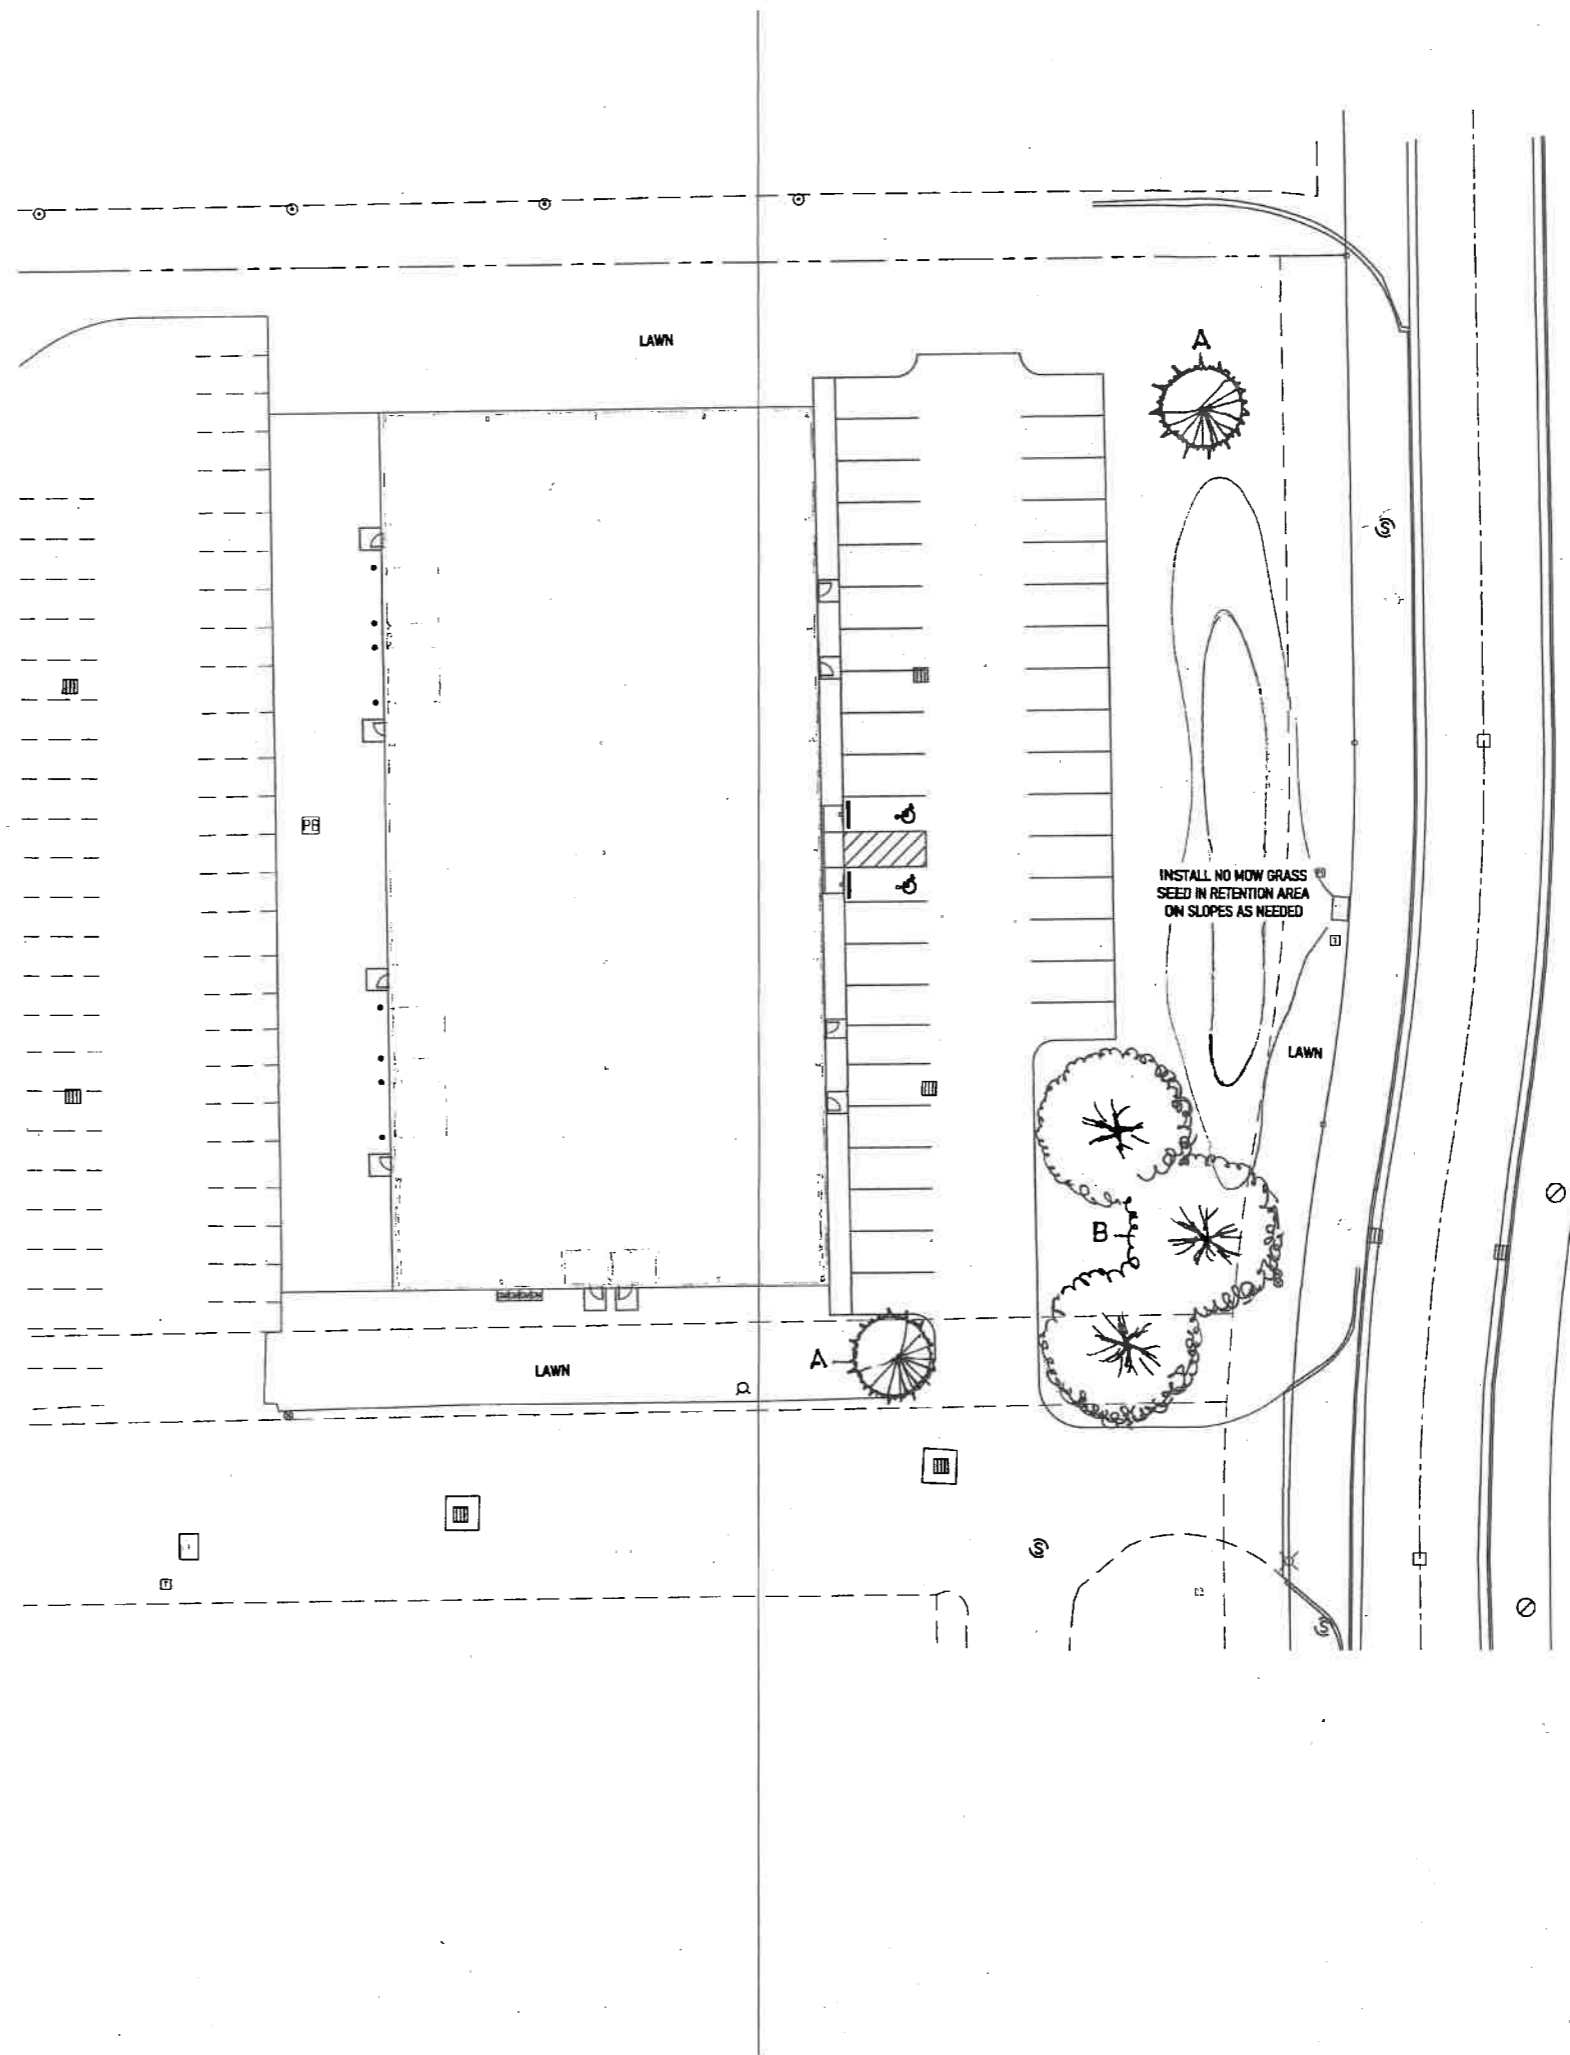 LAWN
A
S
PB
INSTALL NO MOW GRASS
SEED IN RETENTION AREA
ON SLOPES AS NEEDED
T
LAWN
B
A
LAWN
S
T
S